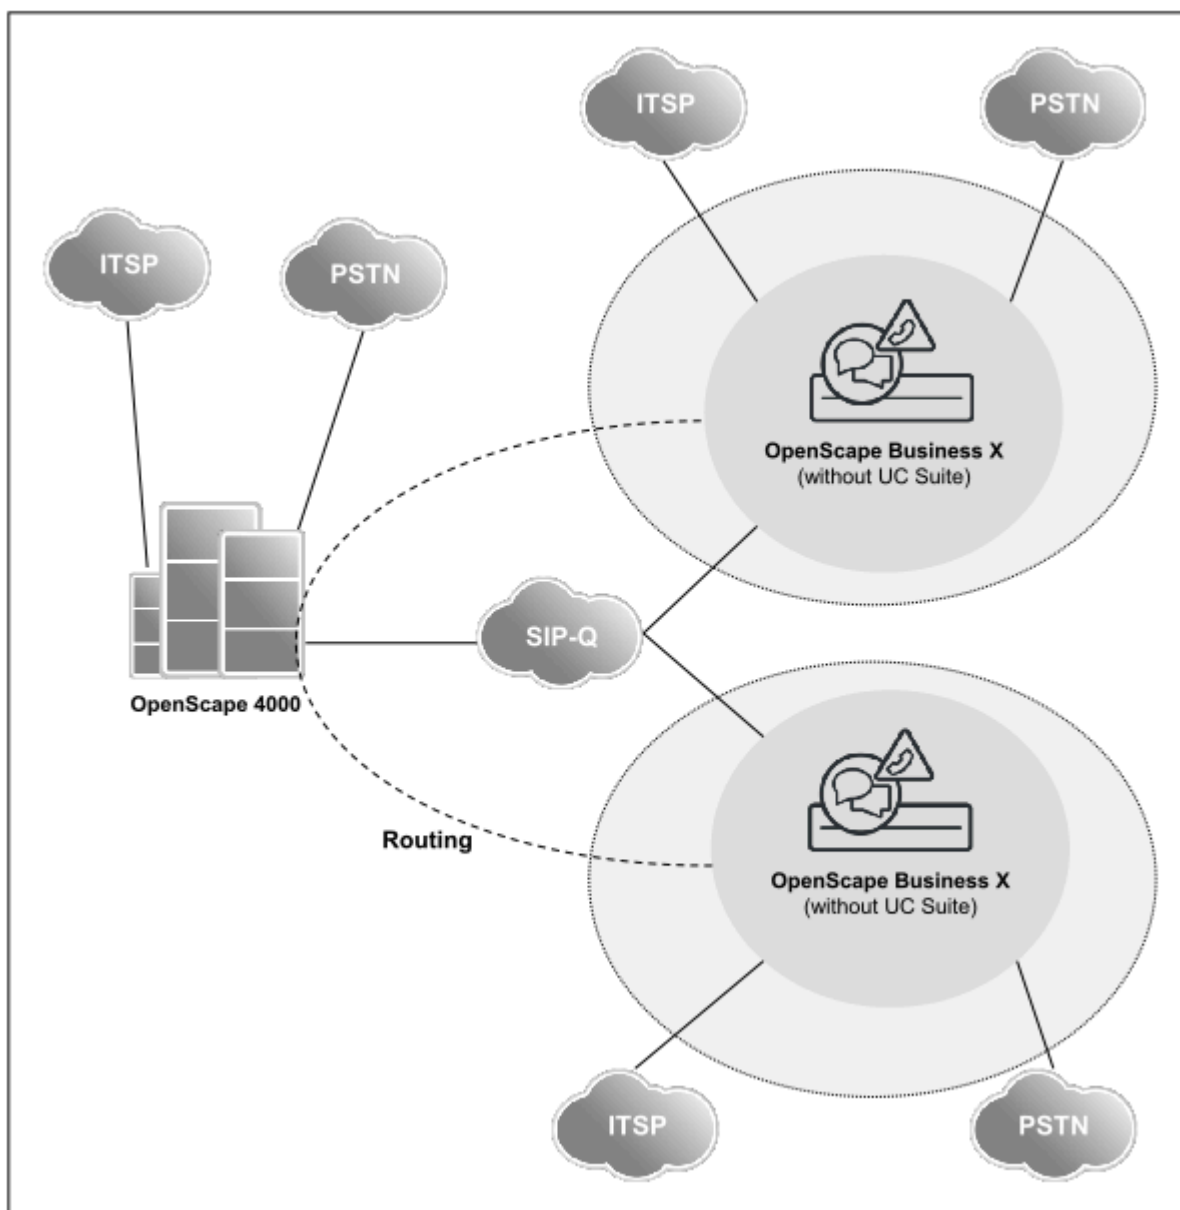 ITSP
PSTN
ITSP
PSTN
OpenScape Business X
(without UC Suite)
SIP-Q
OpenScape 4000
Routing
OpenScape Business X
(without UC Suite)
ITSP
PSTN